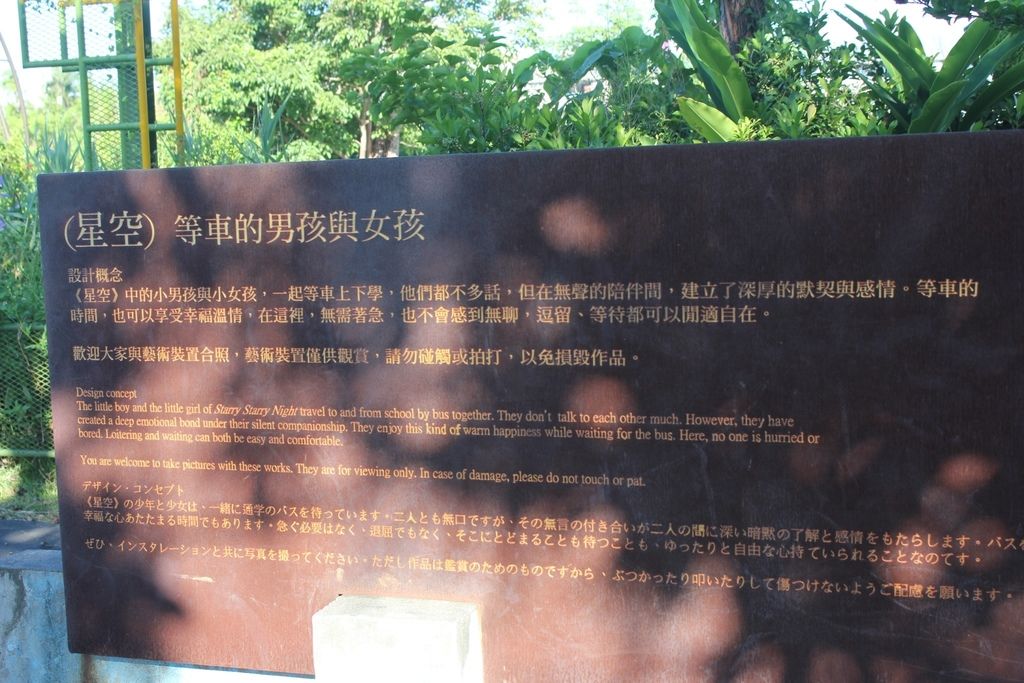 (星空) 等車的男孩與女孩
設計概念
《星空》中的小男孩與小女孩，一起等車上下學，他們都不多話，但在無聲的陪伴間，建立了深厚的默契與感情。等車的
時間，也可以享受幸福溫情，在這裡，無需著急，也不會感到無聊，逗留、等待都可以閒適自在。
歡迎大家與藝術裝置合照，藝術裝置僅供觀賞，請勿碰觸或拍打，以免損毀作品。
Design concept
The little boy and the little girl of Starry Starry Night travel to and from school by bus together. They don't talk to each other much. However, they have
created a deep emotional bond under their silent companionship. They enjoy this kind of warm happiness while waiting for the bus. Here, no one is hurried or
bored. Loitering and waiting can both be easy and comfortable.
You are welcome to take pictures with these works. They are for viewing only. In case of damage, please do not touch or pat.
デザイン・コンセプト
《星空》の少年と少女は、一緒に通学のバスを待っています。二人とも無口ですが、その無言の付き合いが二人の間に深い暗黙の了解と感情をもたらします。バス
幸福な心あたたまる時間でもあります。急ぐ必要はなく、退屈でもなく、そこにとどまることも待つことも、ゆったりと自由な心持ていられることなのです。
ぜひ、インスタレーションと共に写真を撮ってください。ただし作品は鑑賞のためのものですから、ぶつかったり叩いたりして傷つけないようご配慮を願います。